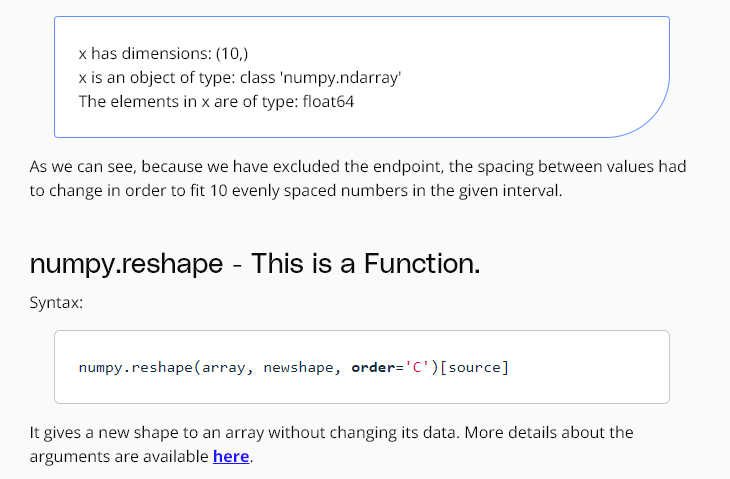 x has dimensions: (10,)
x is an object of type: class 'numpy.ndarray'
The elements in x are of type: float64
As we can see, because we have excluded the endpoint, the spacing between values had
to change in order to fit 10 evenly spaced numbers in the given interval.
numpy.reshape - This is a Function.
Syntax:
numpy.reshape(array, newshape, order='C')[source]
It gives a new shape to an array without changing its data. More details about the
arguments are available here.